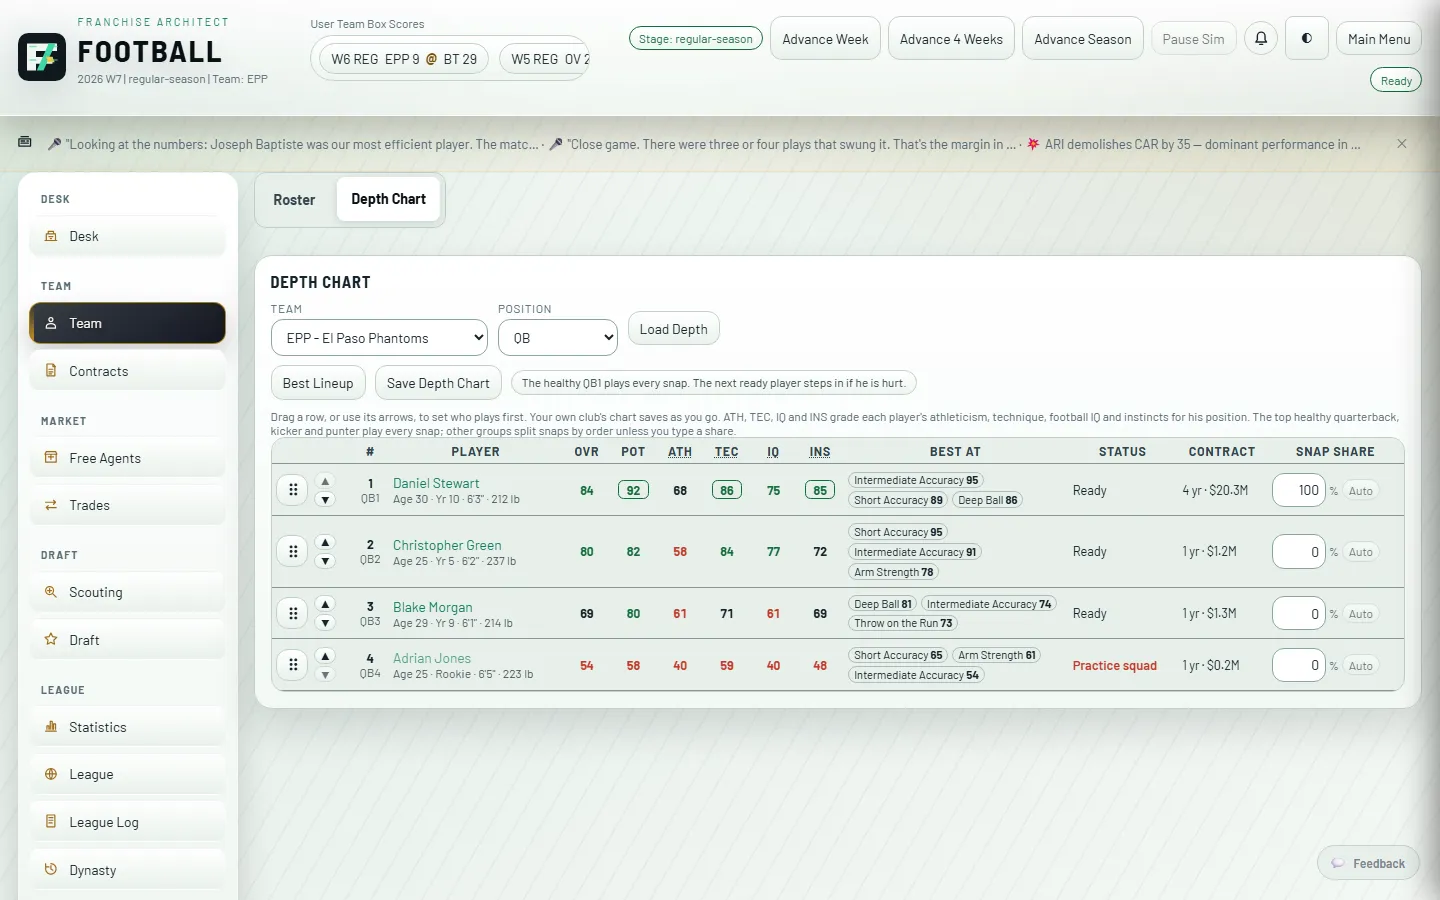 FRANCHISE ARCHITECT
FOOTBALL
2026 W7 | regular-season | Team: EPP
User Team Box Scores
W6 REG EPP 9 @ BT 29
W5 REG OV 2
Stage: regular-season
Advance Week
Advance 4 Weeks
Advance Season
Pause Sim
Main Menu
Ready
"Looking at the numbers: Joseph Baptiste was our most efficient player. The matc... · "Close game. There were three or four plays that swung it. That's the margin in ... · ARI demolishes CAR by 35 — dominant performance in ...
DESK
Desk
TEAM
Team
Contracts
MARKET
Free Agents
Trades
DRAFT
Scouting
Draft
LEAGUE
Statistics
League
League Log
Dynasty
Roster
Depth Chart
DEPTH CHART
TEAM
POSITION
EPP - El Paso Phantoms
QB
Load Depth
Best Lineup
Save Depth Chart
The healthy QB1 plays every snap. The next ready player steps in if he is hurt.
Drag a row, or use its arrows, to set who plays first. Your own club's chart saves as you go. ATH, TEC, IQ and INS grade each player's athleticism, technique, football IQ and instincts for his position. The top healthy quarterback,
kicker and punter play every snap; other groups split snaps by order unless you type a share.
# PLAYER OVR POT ATH TEC IQ INS BEST AT STATUS CONTRACT SNAP SHARE
1 Daniel Stewart 84 92 68 86 75 85 Intermediate Accuracy 95 Ready 4 yr · $20.3M 100 % Auto
QB1 Age 30 · Yr 10 · 6'3" · 212 lb Short Accuracy 89 Deep Ball 86
2 Christopher Green 80 82 58 84 77 72 Short Accuracy 95 Ready 1 yr · $1.2M 0 % Auto
QB2 Age 25 · Yr 5 · 6'2" · 237 lb Intermediate Accuracy 91
Arm Strength 78
3 Blake Morgan 69 80 61 71 61 69 Deep Ball 81 Intermediate Accuracy 74 Ready 1 yr · $1.3M 0 % Auto
QB3 Age 29 · Yr 9 · 6'1" · 214 lb Throw on the Run 73
4 Adrian Jones 54 58 40 59 40 48 Short Accuracy 65 Arm Strength 61 Practice squad 1 yr · $0.2M 0 % Auto
QB4 Age 25 · Rookie · 6'5" · 223 lb Intermediate Accuracy 54
Feedback